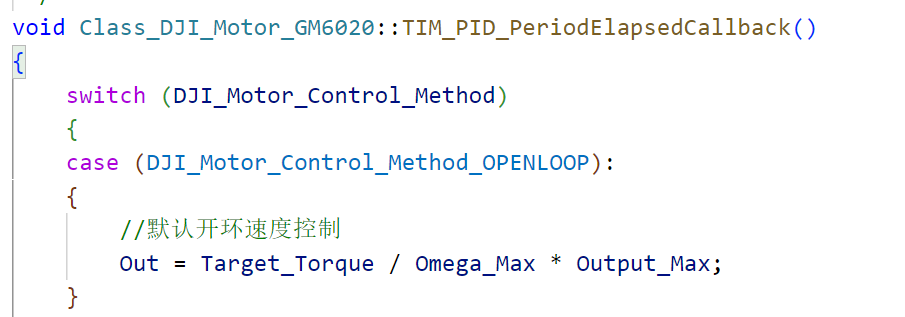 void Class_DJI_Motor_GM6020::TIM_PID_PeriodElapsedCallback()
{
    switch (DJI_Motor_Control_Method)
    {
    case (DJI_Motor_Control_Method_OPENLOOP):
    {
        //默认开环速度控制
        Out = Target_Torque / Omega_Max * Output_Max;
    }